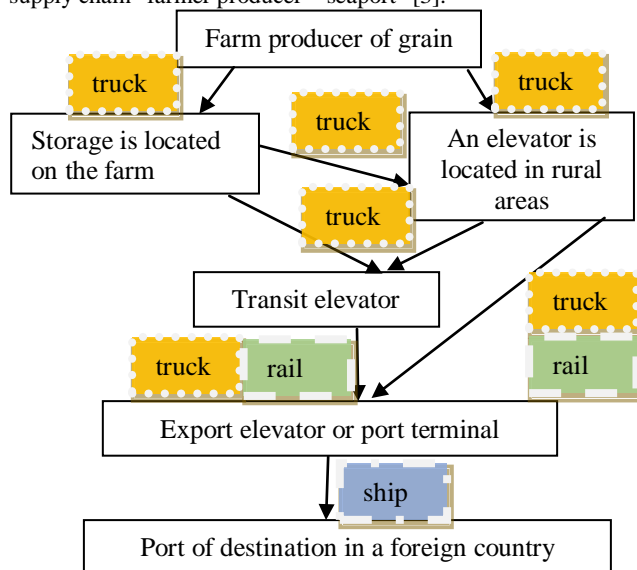 supply chain "farmer producer – seaport" [3].
Farm producer of grain
truck
truck
Storage is located
on the farm
truck
An elevator is
located in rural
areas
truck
Transit elevator
truck
truck
rail
rail
Export elevator or port terminal
ship
Port of destination in a foreign country